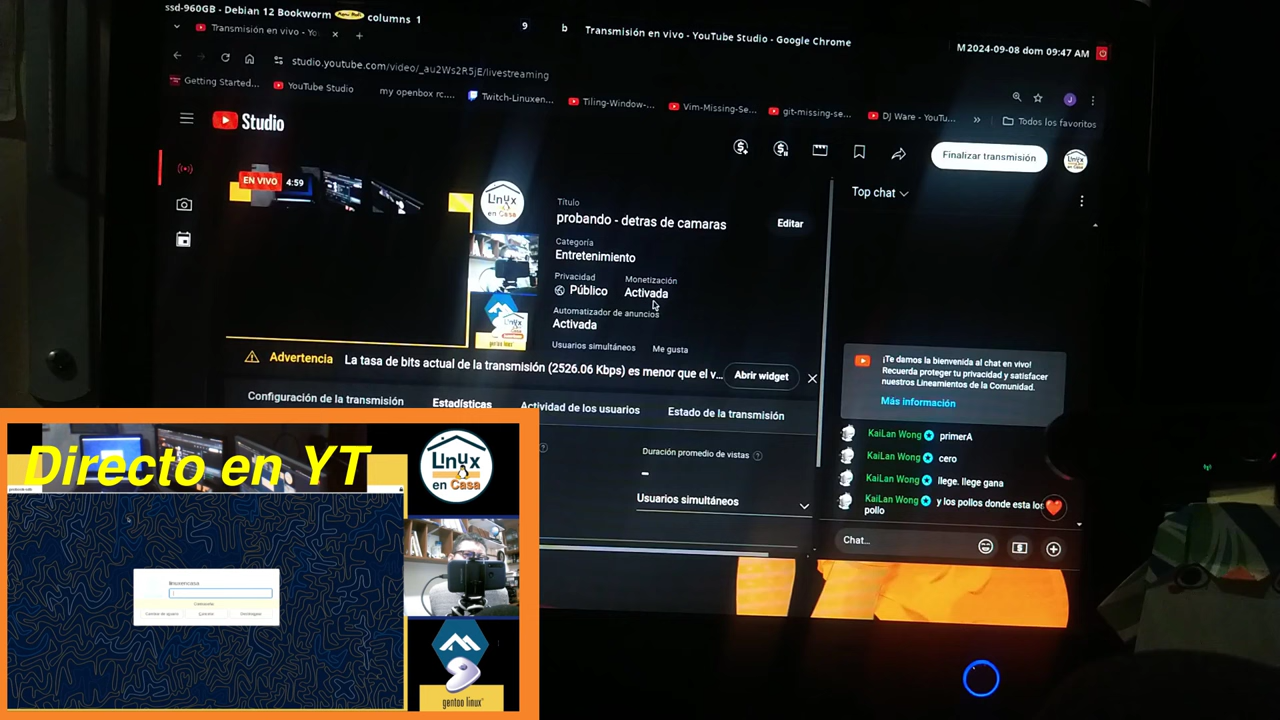 ssd-960GB - Debian 12 Bookworm
columns 1
9
b
Transmisión en vivo - YouTube Studio - Google Chrome
M 2024-09-08 dom 09:47 AM
Transmisión en vivo - Yo
studio.youtube.com/video/_au2Ws2R5jE/livestreaming
Getting Started...
YouTube Studio
my openbox rc....
Twitch-Linuxen...
Tiling-Window-...
Vim-Missing-Se...
git-missing-se...
DJ Ware - YouTu...
Todos los favoritos
J
Studio
Finalizar transmisión
EN VIVO 4:59
Linux
en Casa
Título
probando - detras de camaras
Editar
Categoría
Entretenimiento
Privacidad
Público
Monetización
Activada
Automatizador de anuncios
Activada
Usuarios simultáneos
Me gusta
gentoo linux
Advertencia
La tasa de bits actual de la transmisión (2526.06 Kbps) es menor que el v...
Abrir widget
Configuración de la transmisión
Estadísticas
Actividad de los usuarios
Estado de la transmisión
Duración promedio de vistas
-
Usuarios simultáneos
Top chat
¡Te damos la bienvenida al chat en vivo!
Recuerda proteger tu privacidad y satisfacer
nuestros Lineamientos de la Comunidad.
Más información
KaiLan Wong primerA
KaiLan Wong cero
KaiLan Wong llege. llege gana
KaiLan Wong y los pollos donde esta los
pollo
Chat...
Directo en YT
Linux
en Casa
linuxencasa
gentoo linux